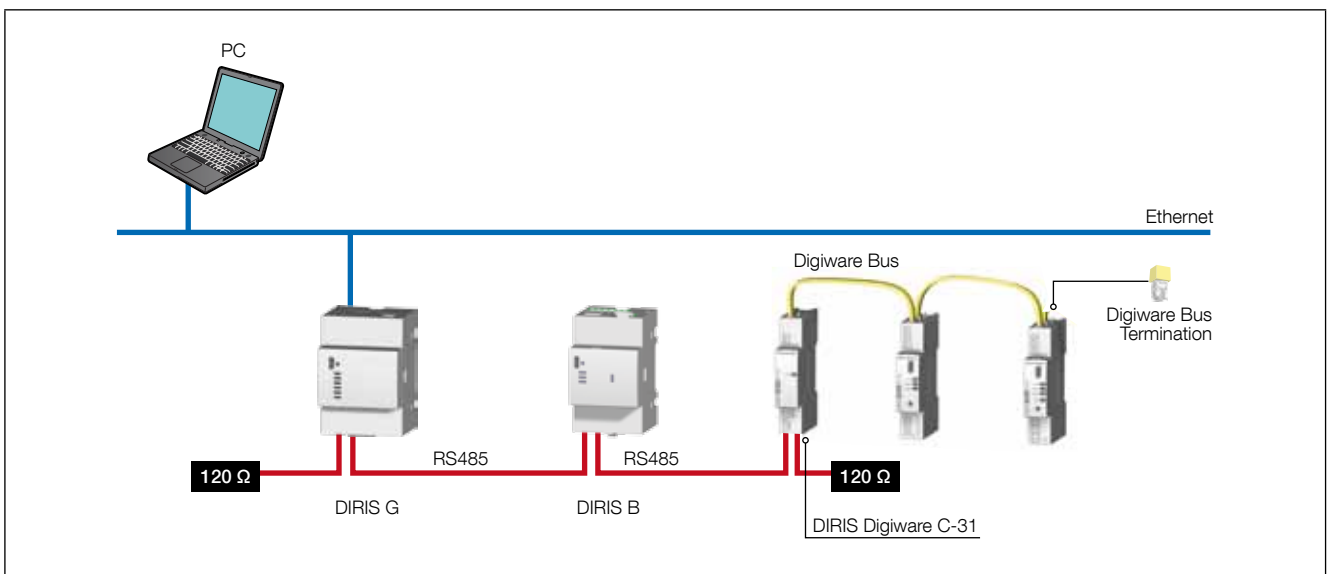 PC
Ethernet
Digiware Bus
Digiware Bus
Termination
RS485
RS485
120 Ω
120 Ω
DIRIS G
DIRIS B
DIRIS Digiware C-31